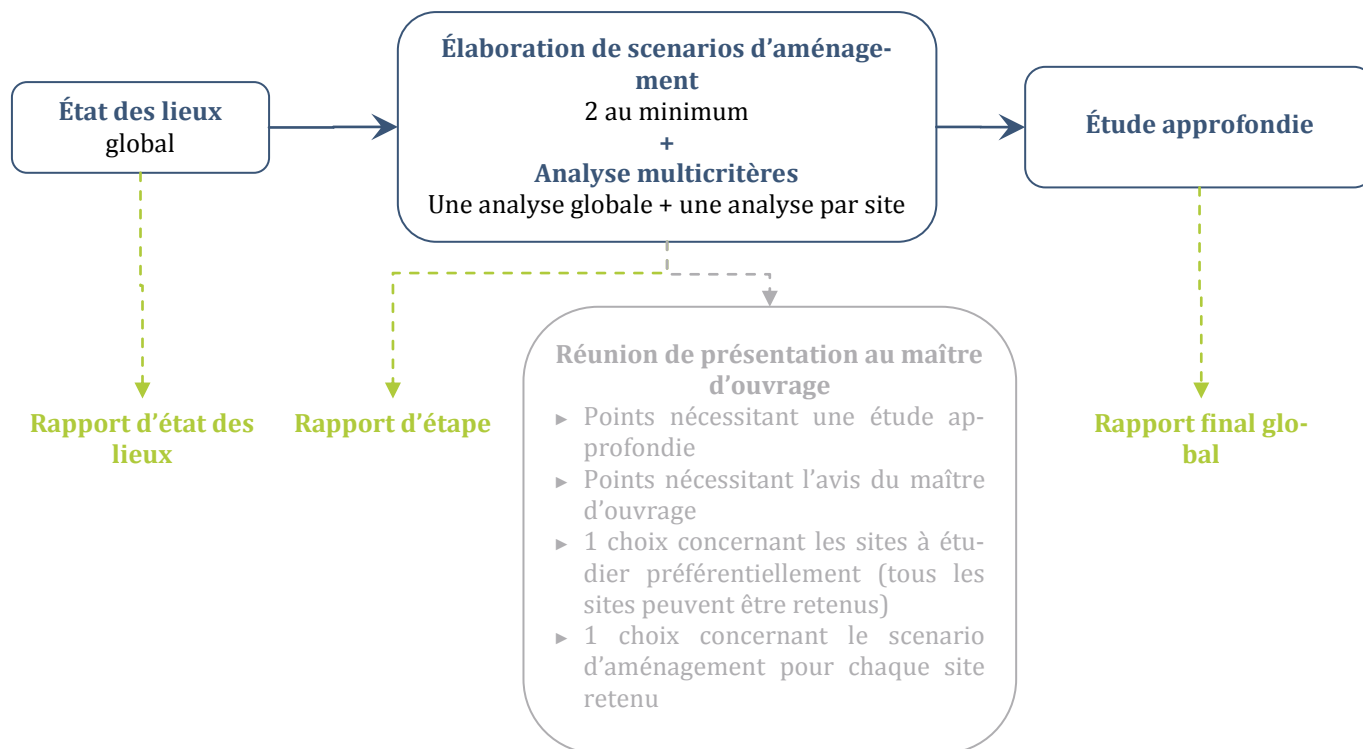 État des lieux
global
Élaboration de scenarios d’aménage-
ment
2 au minimum
+
Analyse multicritères
Une analyse globale + une analyse par site
Étude approfondie
Rapport d’état des
lieux
Rapport d’étape
Réunion de présentation au maître
d’ouvrage
► Points nécessitant une étude ap-
profondie
► Points nécessitant l’avis du maître
d’ouvrage
► 1 choix concernant les sites à étu-
dier préférentiellement (tous les
sites peuvent être retenus)
► 1 choix concernant le scenario
d’aménagement pour chaque site
retenu
Rapport final glo-
bal